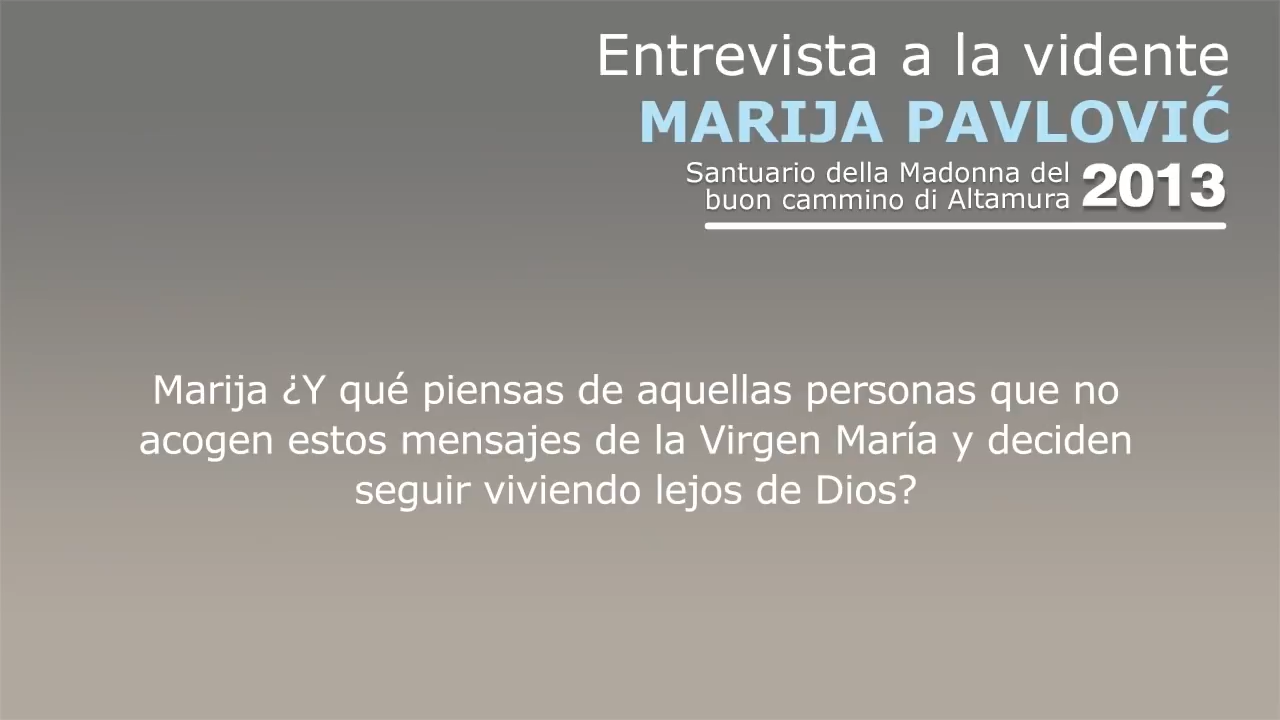 Entrevista a la vidente
MARIJA PAVLOVIĆ
Santuario della Madonna del
buon cammino di Altamura 2013
Marija ¿Y qué piensas de aquellas personas que no
acogen estos mensajes de la Virgen María y deciden
seguir viviendo lejos de Dios?